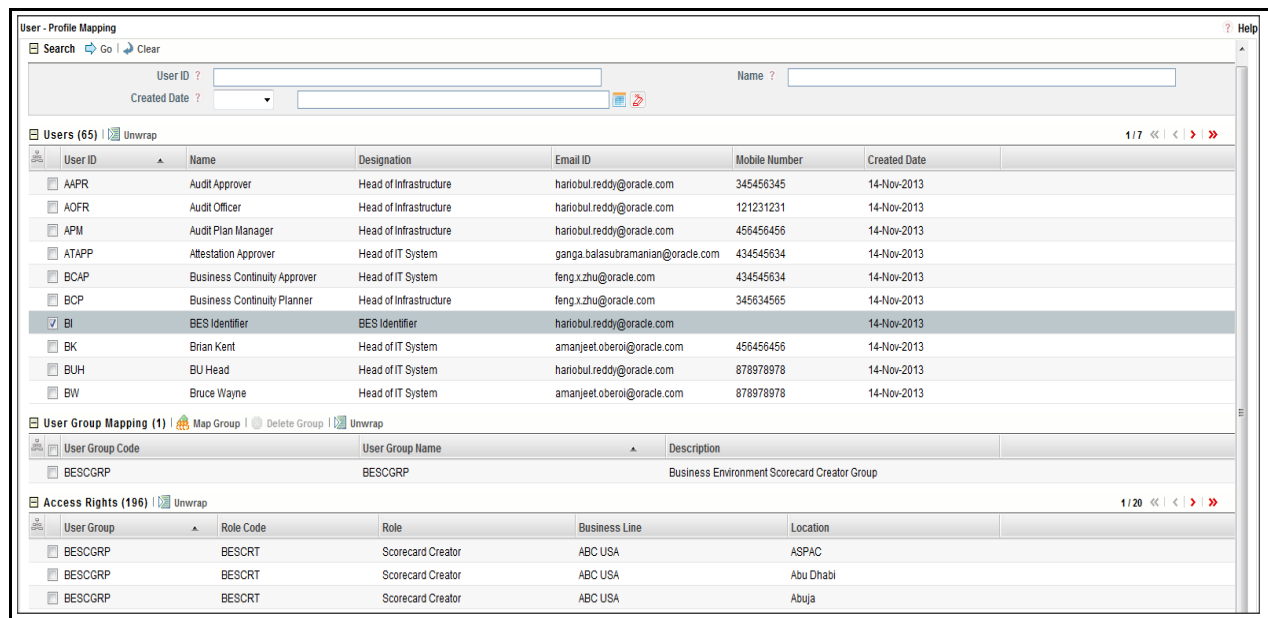 User - Profile Mapping ? Help
Search Go | Clear
User ID ? Name ?
Created Date ?
Users (65) | Unwrap 1 / 7
User ID Name Designation Email ID Mobile Number Created Date
AAPR Audit Approver Head of Infrastructure hariobul.reddy@oracle.com 345456345 14-Nov-2013
AOFR Audit Officer Head of Infrastructure hariobul.reddy@oracle.com 121231231 14-Nov-2013
APM Audit Plan Manager Head of Infrastructure hariobul.reddy@oracle.com 456456456 14-Nov-2013
ATAPP Attestation Approver Head of IT System ganga.balasubramanian@oracle.com 434545634 14-Nov-2013
BCAP Business Continuity Approver Head of IT System feng.x.zhu@oracle.com 434545634 14-Nov-2013
BCP Business Continuity Planner Head of Infrastructure feng.x.zhu@oracle.com 345634565 14-Nov-2013
BI BES Identifier BES Identifier hariobul.reddy@oracle.com 14-Nov-2013
BK Brian Kent Head of IT System amanjeet.oberoi@oracle.com 456456456 14-Nov-2013
BUH BU Head Head of IT System hariobul.reddy@oracle.com 878978978 14-Nov-2013
BW Bruce Wayne Head of IT System amanjeet.oberoi@oracle.com 878978978 14-Nov-2013
User Group Mapping (1) | Map Group | Delete Group | Unwrap
User Group Code User Group Name Description
BESCGRP BESCGRP Business Environment Scorecard Creator Group
Access Rights (196) | Unwrap 1 / 20
User Group Role Code Role Business Line Location
BESCGRP BESCRT Scorecard Creator ABC USA ASPAC
BESCGRP BESCRT Scorecard Creator ABC USA Abu Dhabi
BESCGRP BESCRT Scorecard Creator ABC USA Abuja